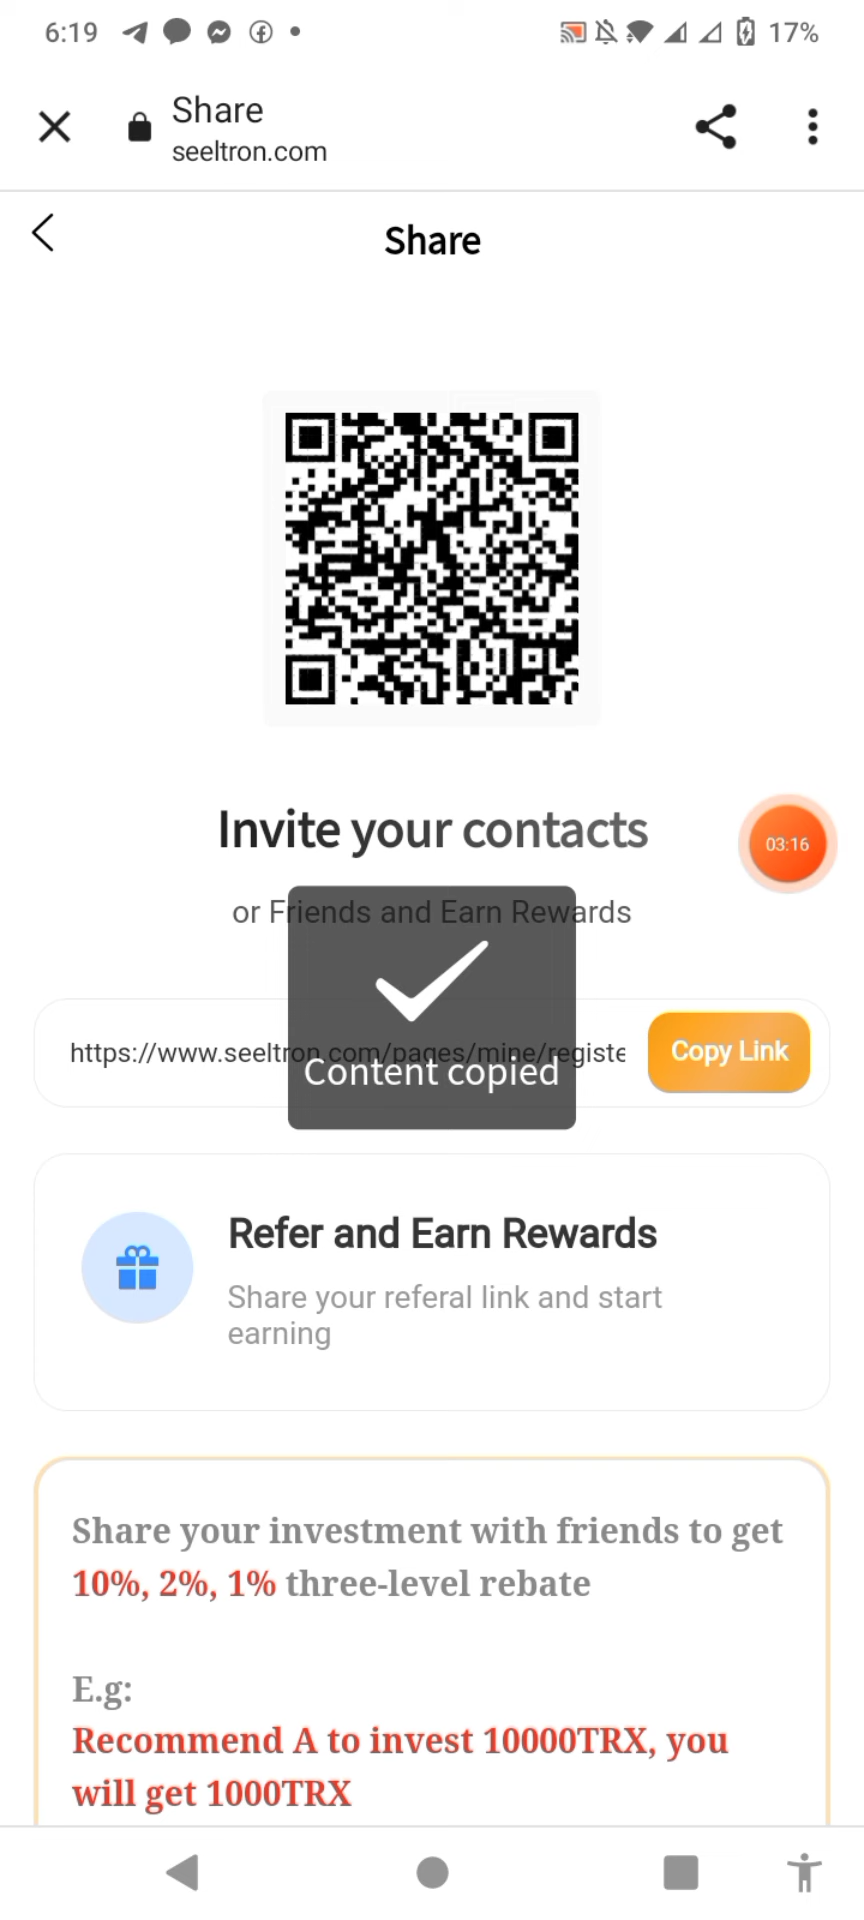 6:19
17%
Share
seeltron.com
Share
Invite your contacts
03:16
or Friends and Earn Rewards
https://www.seeltron.com/pages/mine/registe
Copy Link
Content copied
Refer and Earn Rewards
Share your referal link and start
earning
Share your investment with friends to get
10%, 2%, 1% three-level rebate
E.g:
Recommend A to invest 10000TRX, you
will get 1000TRX